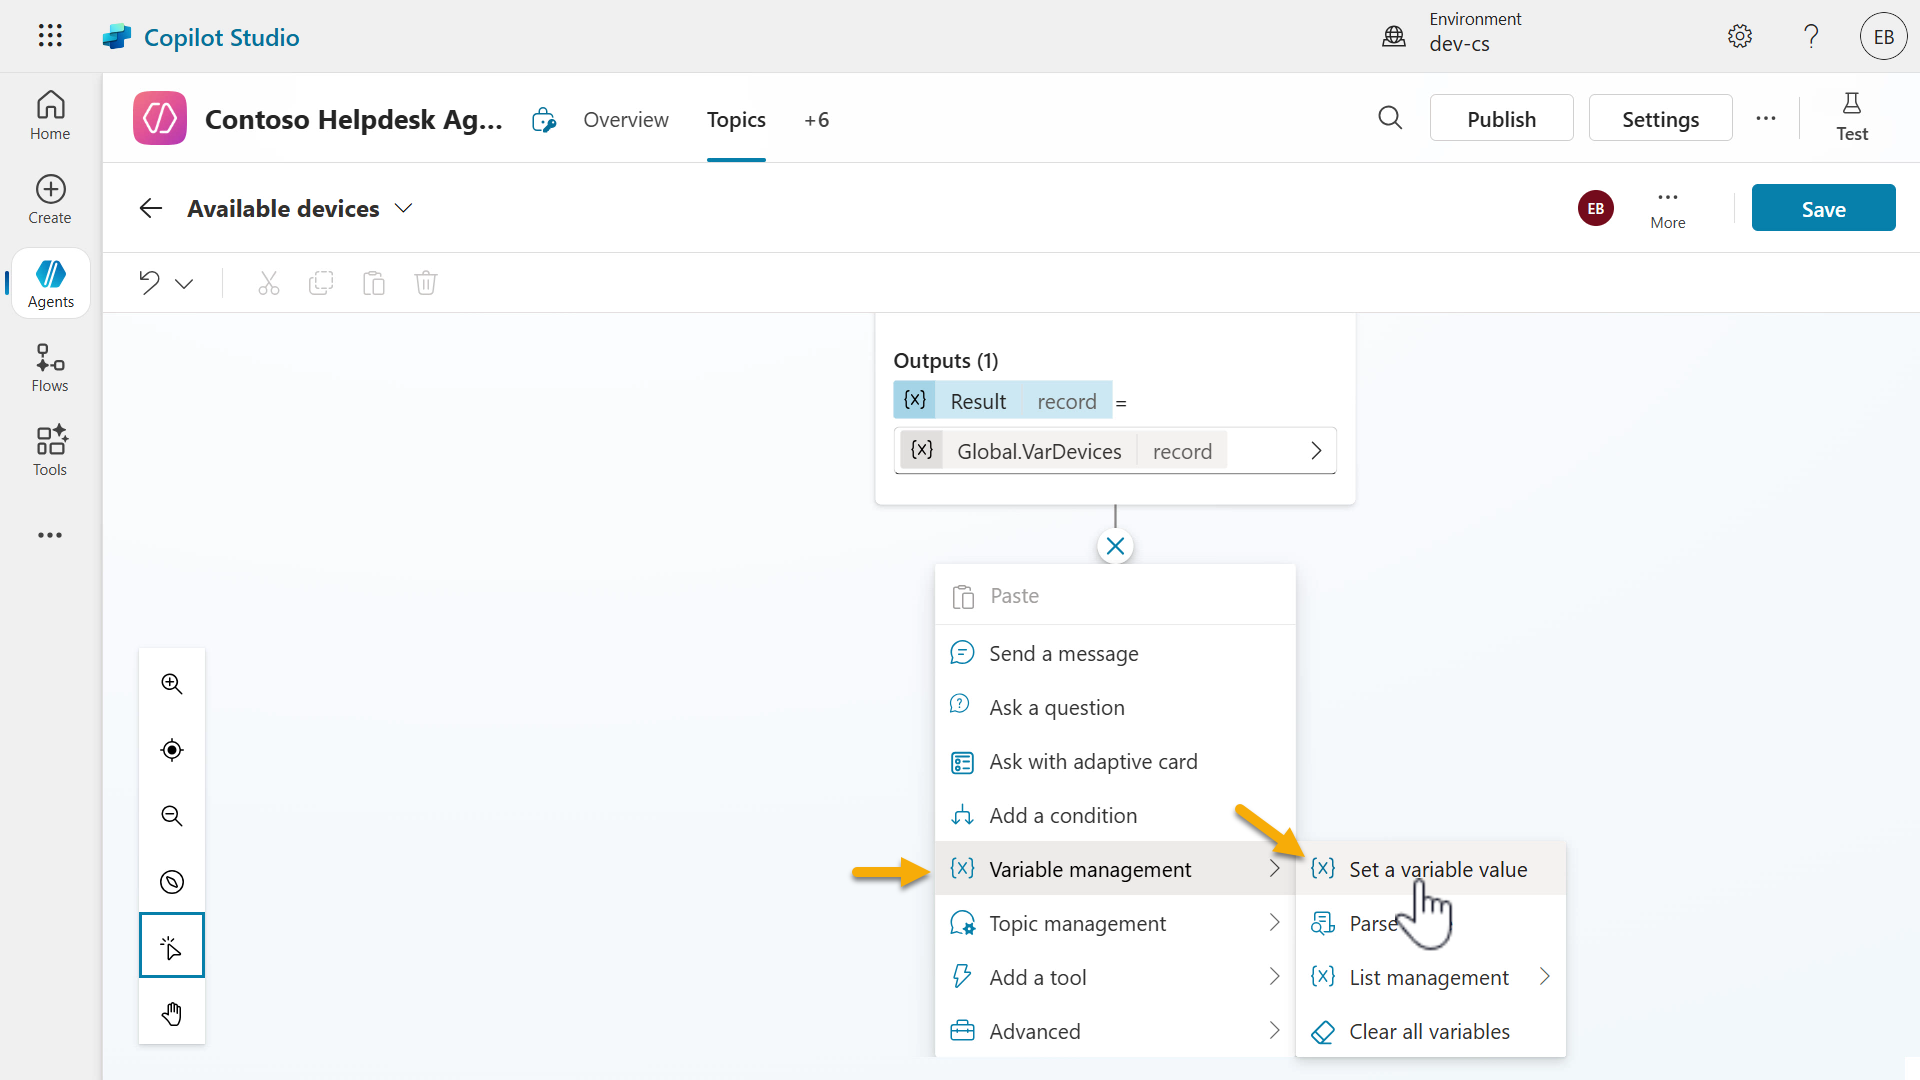 Copilot Studio
Environment
dev-cs
?
EB
Home
Create
Agents
Flows
Tools
Contoso Helpdesk Ag...
Overview
Topics
+6
Publish
Settings
Test
Available devices
EB
More
Save
Outputs (1)
{x} Result record =
{x} Global.VarDevices record
Paste
Send a message
Ask a question
Ask with adaptive card
Add a condition
{x} Variable management
Topic management
Add a tool
Advanced
{x} Set a variable value
Parse
{x} List management
Clear all variables